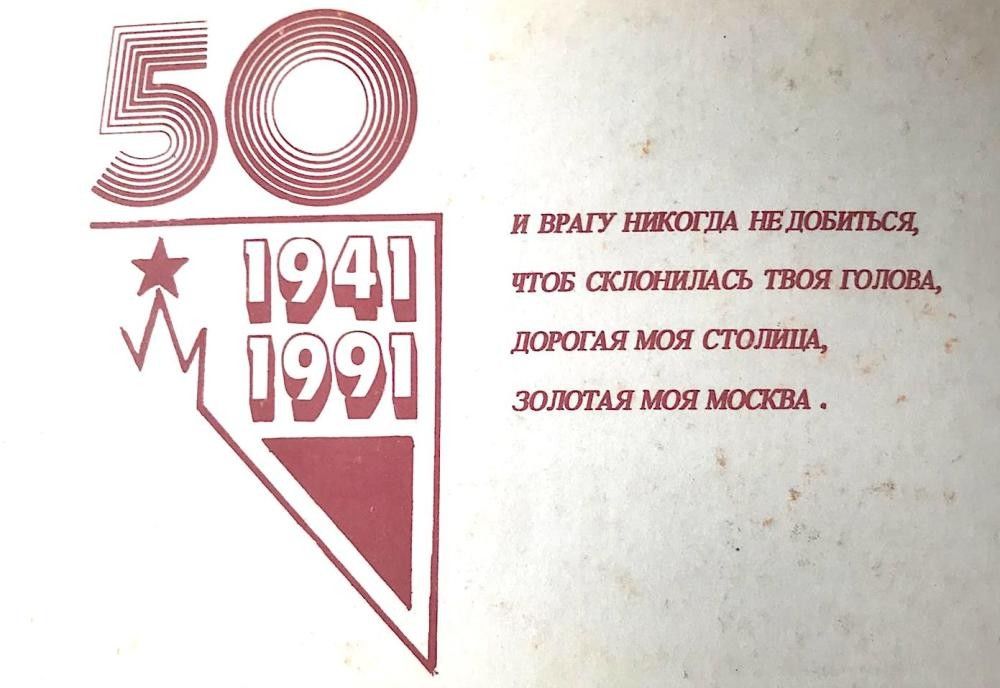 50
1941
1991
И ВРАГУ НИКОГДА НЕ ДОБИТЬСЯ,
ЧТОБ СКЛОНИЛАСЬ ТВОЯ ГОЛОВА,
ДОРОГАЯ МОЯ СТОЛИЦА,
ЗОЛОТАЯ МОЯ МОСКВА .